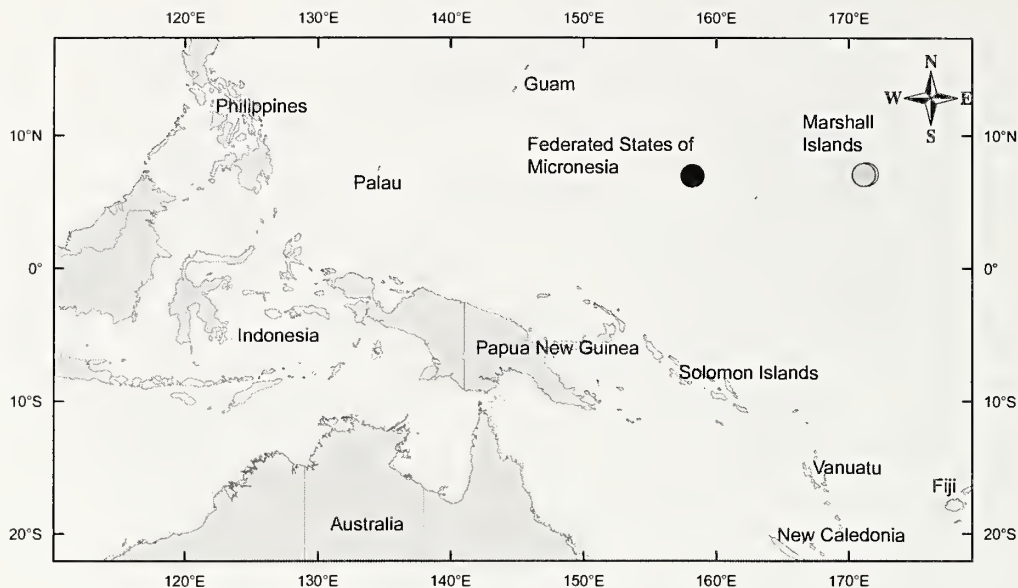 120°E 130°E 140°E 150°E 160°E 170°E
N
Guam
W E
Philippines
S
Marshall
Islands
10°N 10°N
Federated States of
Micronesia
Palau
0° 0°
Indonesia
Papua New Guinea
Solomon Islands
10°S 10°S
Vanuatu
Fiji
Australia
New Caledonia
20°S 20°S
120°E 130°E 140°E 150°E 160°E 170°E